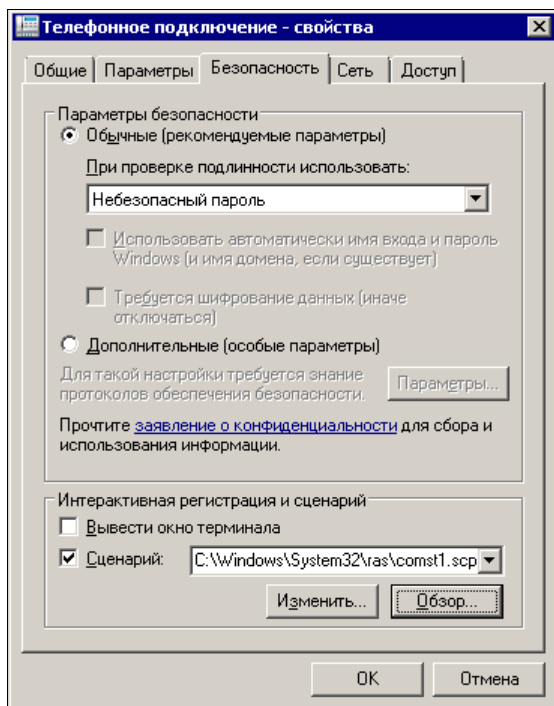 Телефонное подключение - свойства
Общие Параметры Безопасность Сеть Доступ
Параметры безопасности
Обычные (рекомендуемые параметры)
При проверке подлинности использовать:
Небезопасный пароль
Использовать автоматически имя входа и пароль
Windows (и имя домена, если существует)
Требуется шифрование данных (иначе
отключаться)
Дополнительные (особые параметры)
Для такой настройки требуется знание
протоколов обеспечения безопасности.
Параметры...
Прочтите заявление о конфиденциальности для сбора и
использования информации.
Интерактивная регистрация и сценарий
Вывести окно терминала
Сценарий: C:\Windows\System32\ras\comst1.scp
Изменить... Обзор...
OK Отмена